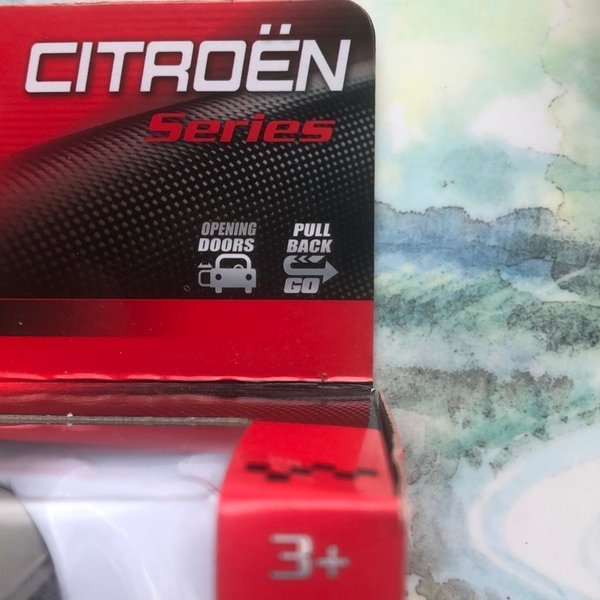 CITROËN
Series
OPENING DOORS
PULL BACK
GO
3+